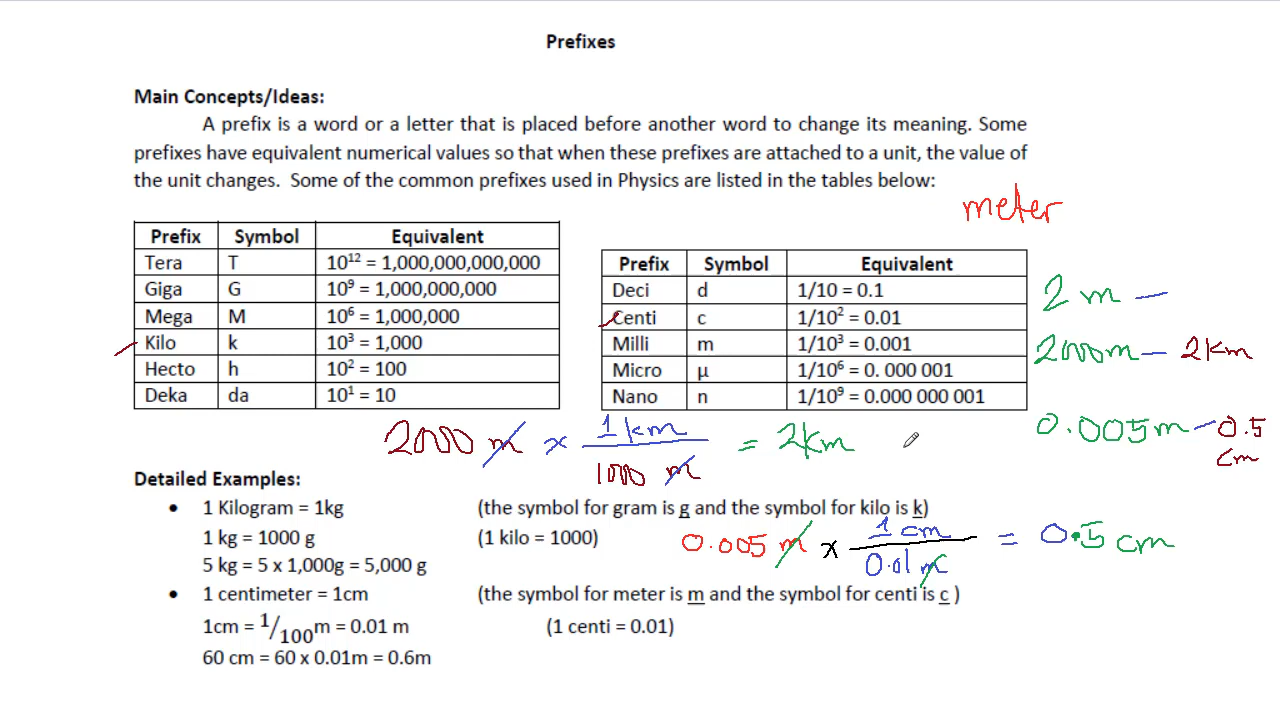 Prefixes
Main Concepts/Ideas:
A prefix is a word or a letter that is placed before another word to change its meaning. Some
prefixes have equivalent numerical values so that when these prefixes are attached to a unit, the value of
the unit changes. Some of the common prefixes used in Physics are listed in the tables below:
meter
Prefix Symbol Equivalent
Tera T 10¹² = 1,000,000,000,000
Giga G 10⁹ = 1,000,000,000
Mega M 10⁶ = 1,000,000
Kilo k 10³ = 1,000
Hecto h 10² = 100
Deka da 10¹ = 10
Prefix Symbol Equivalent
Deci d 1/10 = 0.1
Centi c 1/10² = 0.01
Milli m 1/10³ = 0.001
Micro μ 1/10⁶ = 0. 000 001
Nano n 1/10⁹ = 0.000 000 001
2 m —
2000m — 2km
0.005m - 0.5
cm
2000 m x 1 km / 1000 m = 2km
Detailed Examples:
• 1 Kilogram = 1kg (the symbol for gram is g and the symbol for kilo is k)
1 kg = 1000 g (1 kilo = 1000)
5 kg = 5 x 1,000g = 5,000 g
0.005 m x 1 cm / 0.01 m = 0.5 cm
• 1 centimeter = 1cm (the symbol for meter is m and the symbol for centi is c )
1cm = 1/100m = 0.01 m (1 centi = 0.01)
60 cm = 60 x 0.01m = 0.6m